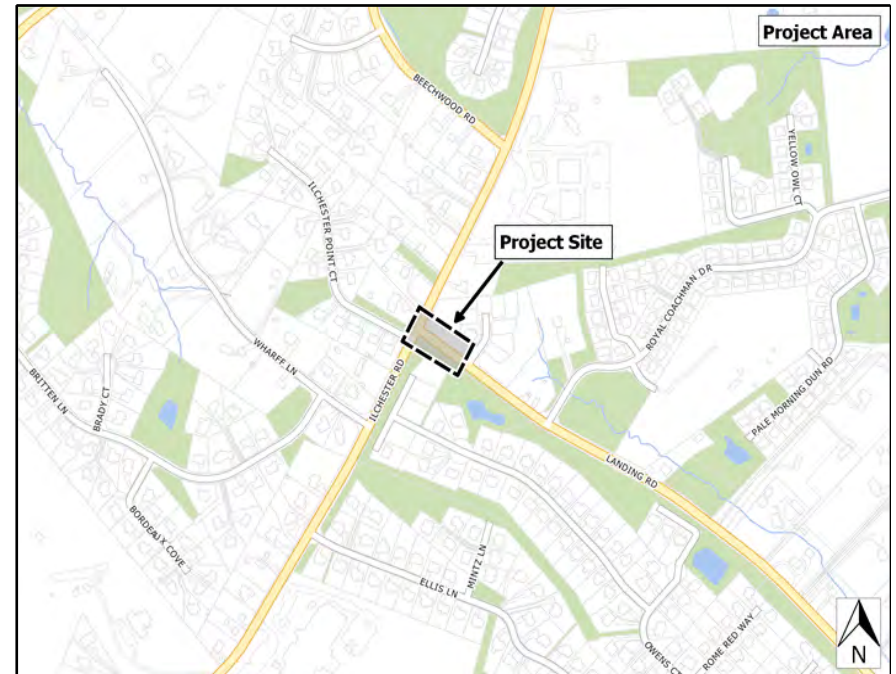 Project Area
BEECHWOOD RD
YELLOW OWL CT
ILCHESTER POINT CT
Project Site
ROYAL COACHMAN DR
WHARFF LN
ILCHESTER RD
BRITTEN LN
BRADY CT
PALE MORNING DUN RD
LANDING RD
BORDEAUX COVE
MINTZ LN
ELLIS LN
OWENS CT
ROME RED WAY
N